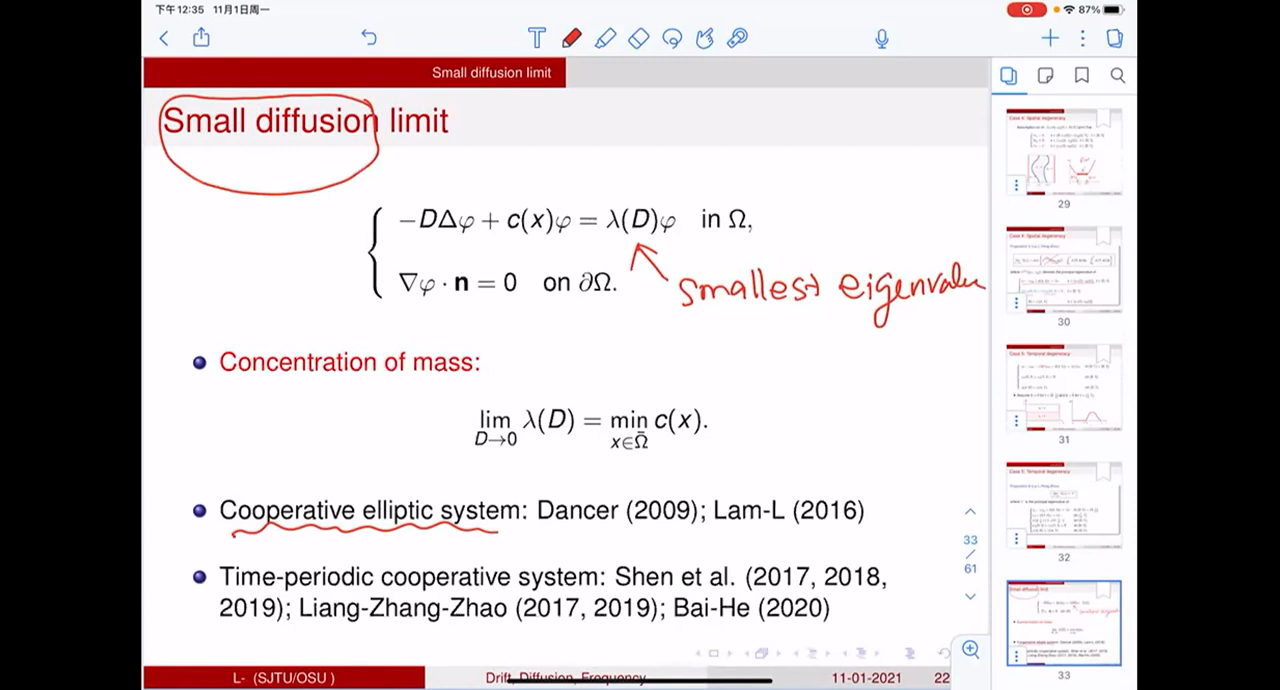 下午12:35 11月1日周一
87%
Small diffusion limit
Small diffusion limit
−DΔφ + c(x)φ = λ(D)φ in Ω,
∇φ · n = 0 on ∂Ω.
smallest eigenvalue
Concentration of mass:
lim λ(D) = min c(x).
D→0 x∈Ω̄
Cooperative elliptic system: Dancer (2009); Lam-L (2016)
Time-periodic cooperative system: Shen et al. (2017, 2018,
2019); Liang-Zhang-Zhao (2017, 2019); Bai-He (2020)
L- (SJTU/OSU ) Drift, Diffusion, Frequency 11-01-2021 22
33
/
61
29
30
31
32
33